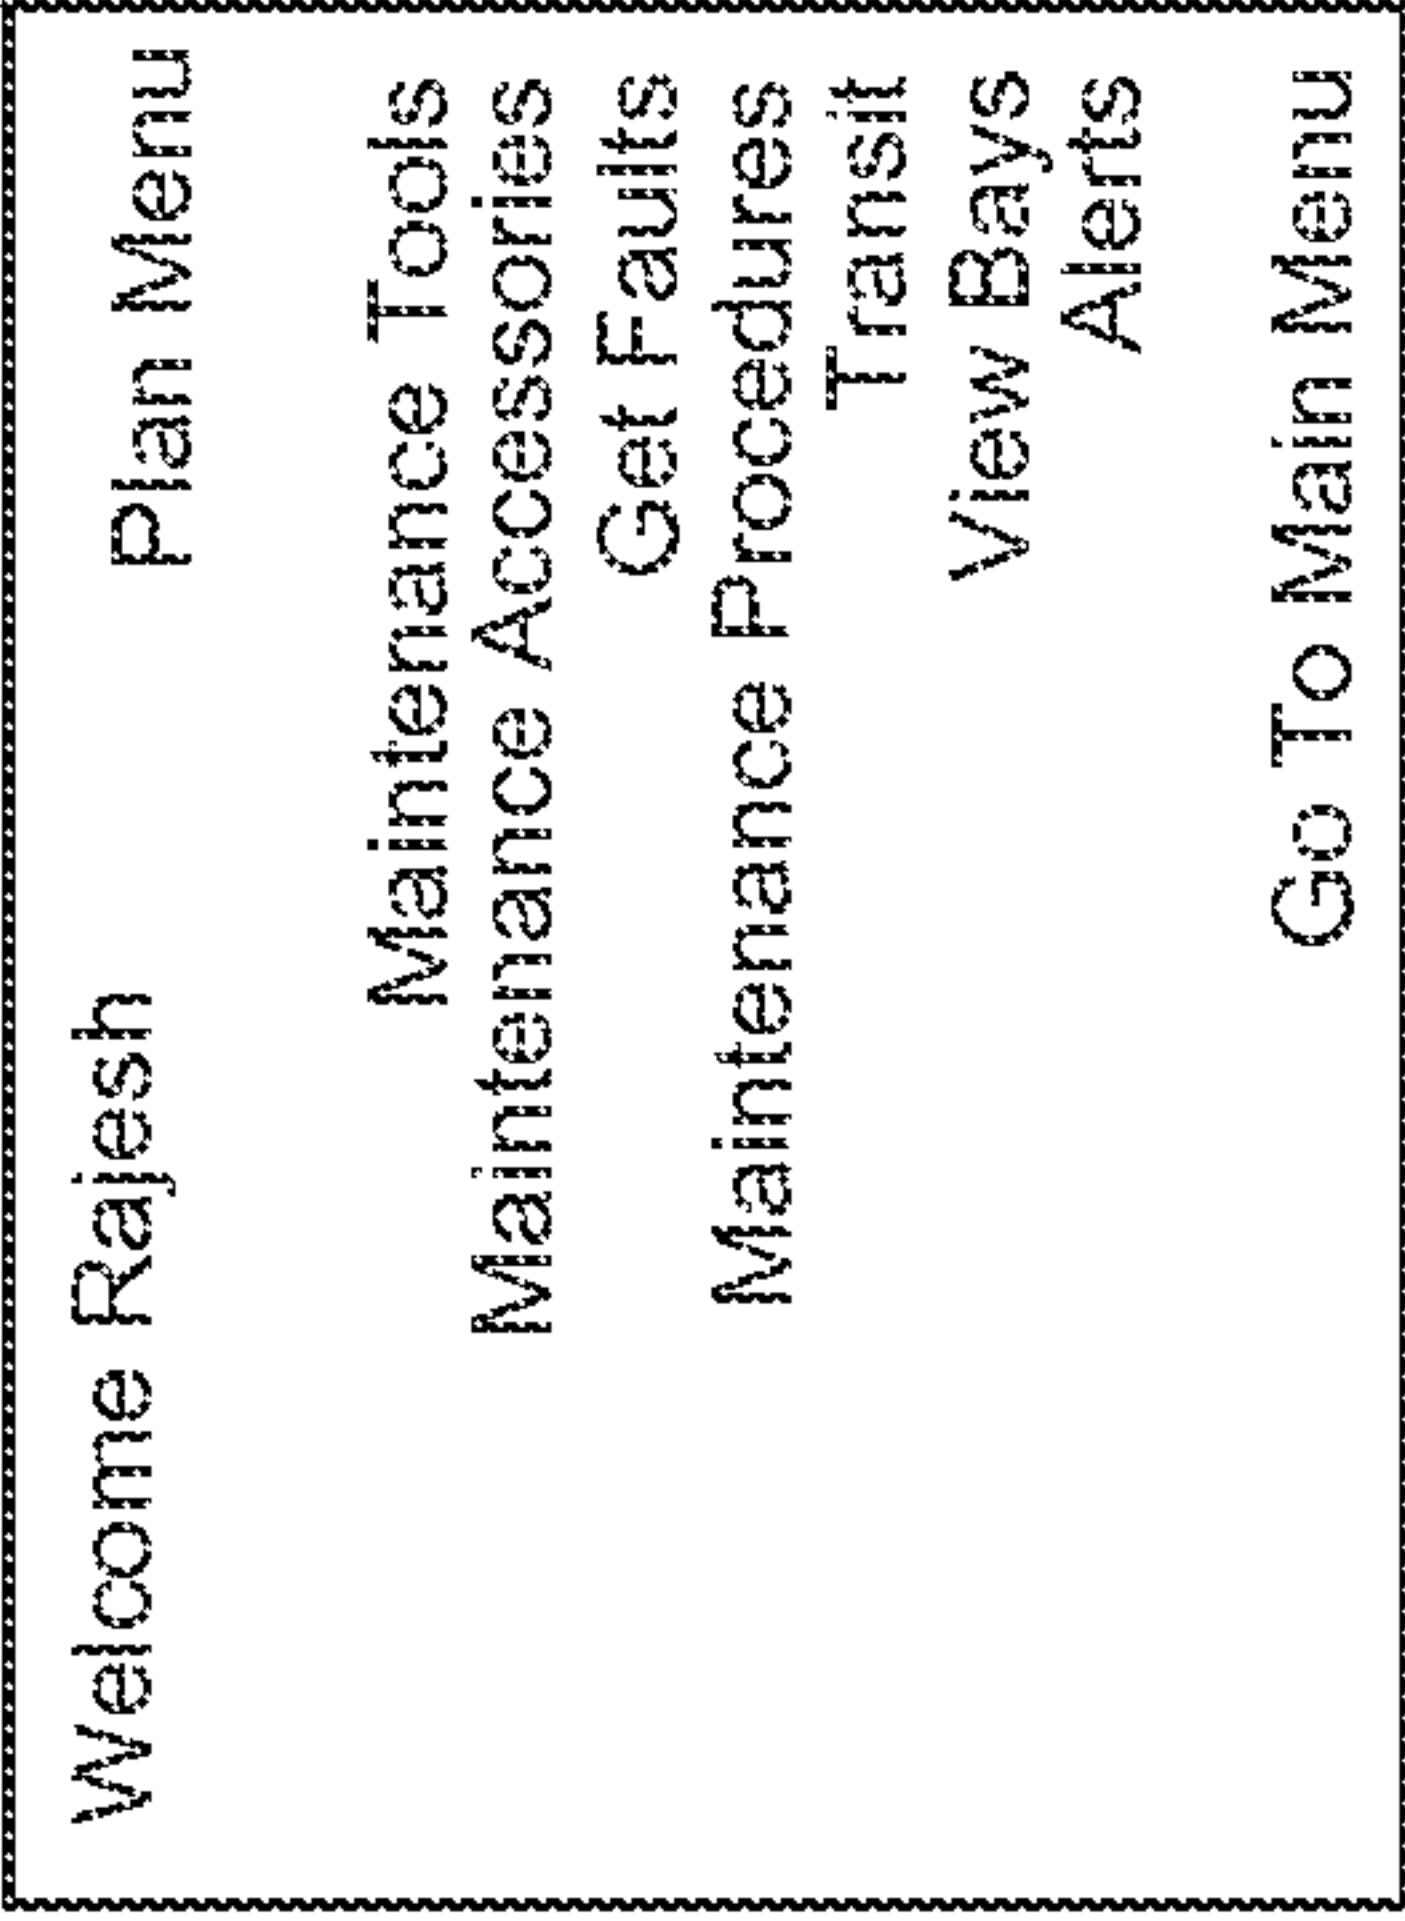 Welcome Rajesh
Plan Menu
Maintenance Tools
Maintenance Accessories
Get Faults
Maintenance Procedures
Transit
View Bays
Alerts
Go To Main Menu